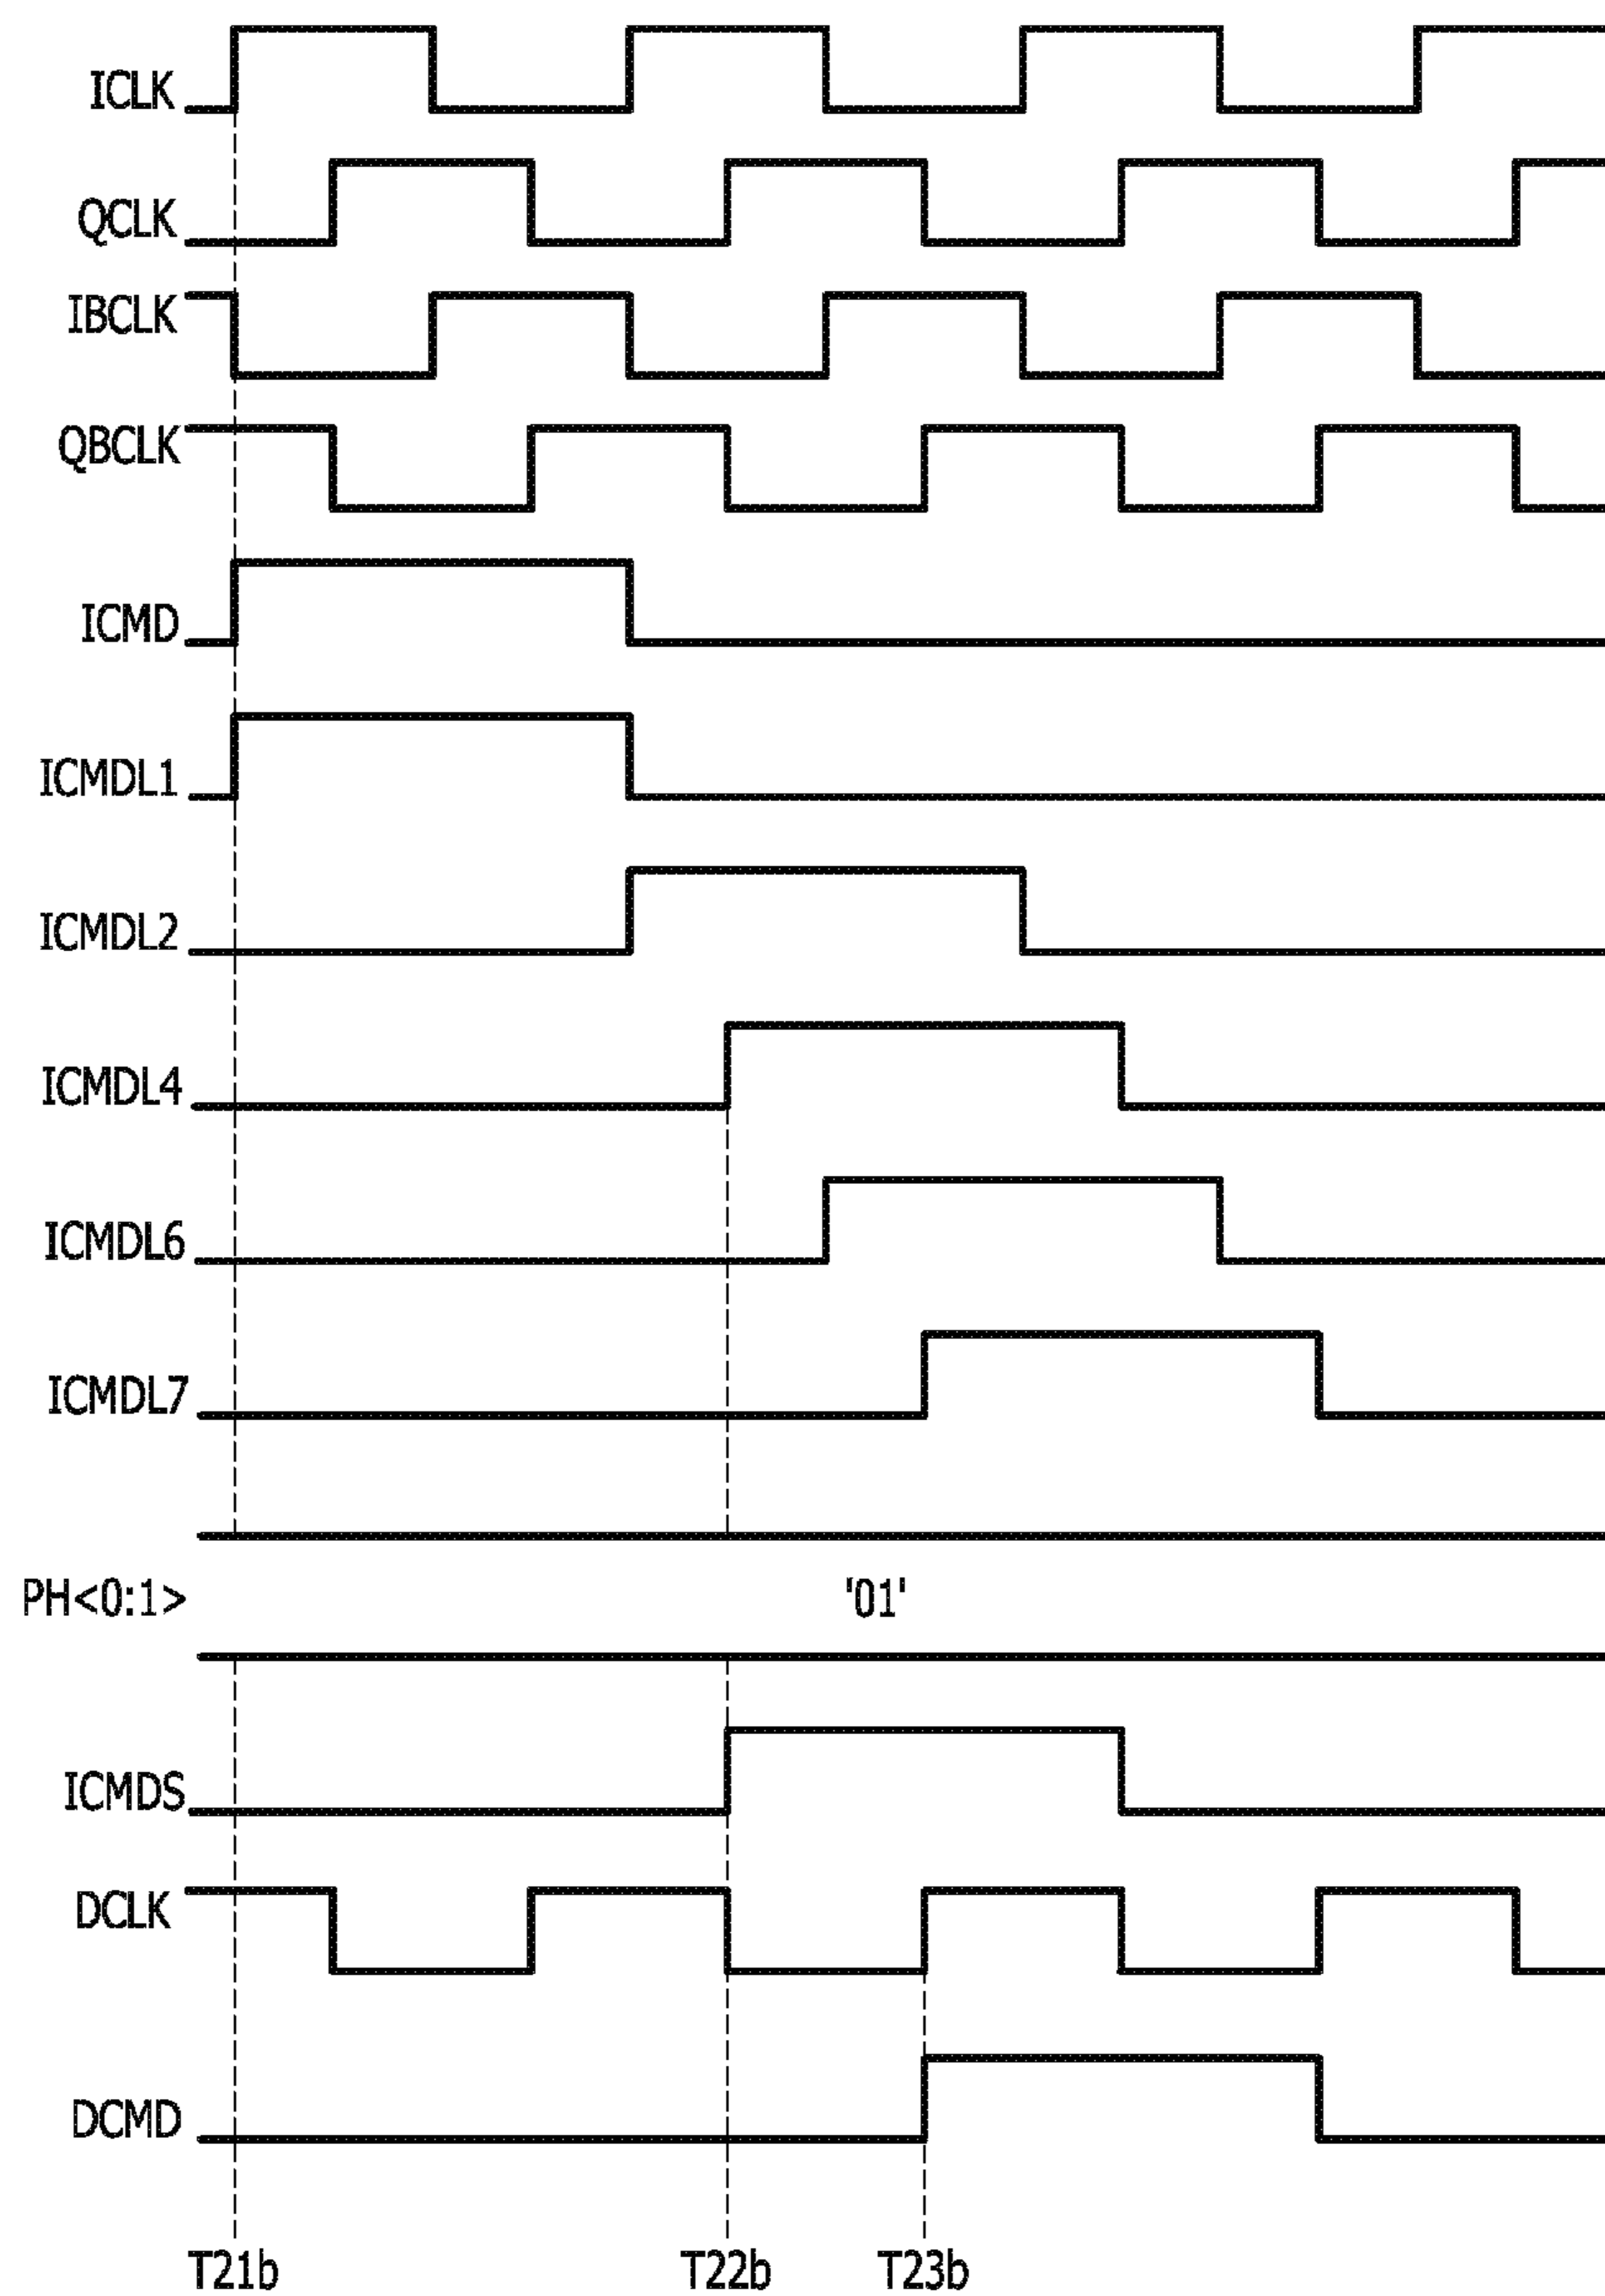 ICLK
QCLK
IBCLK
QBCLK
ICMD
ICMDL1
ICMDL2
ICMDL4
ICMDL6
ICMDL7
PH<0:1> '01'
ICMDS
DCLK
DCMD
T21b T22b T23b